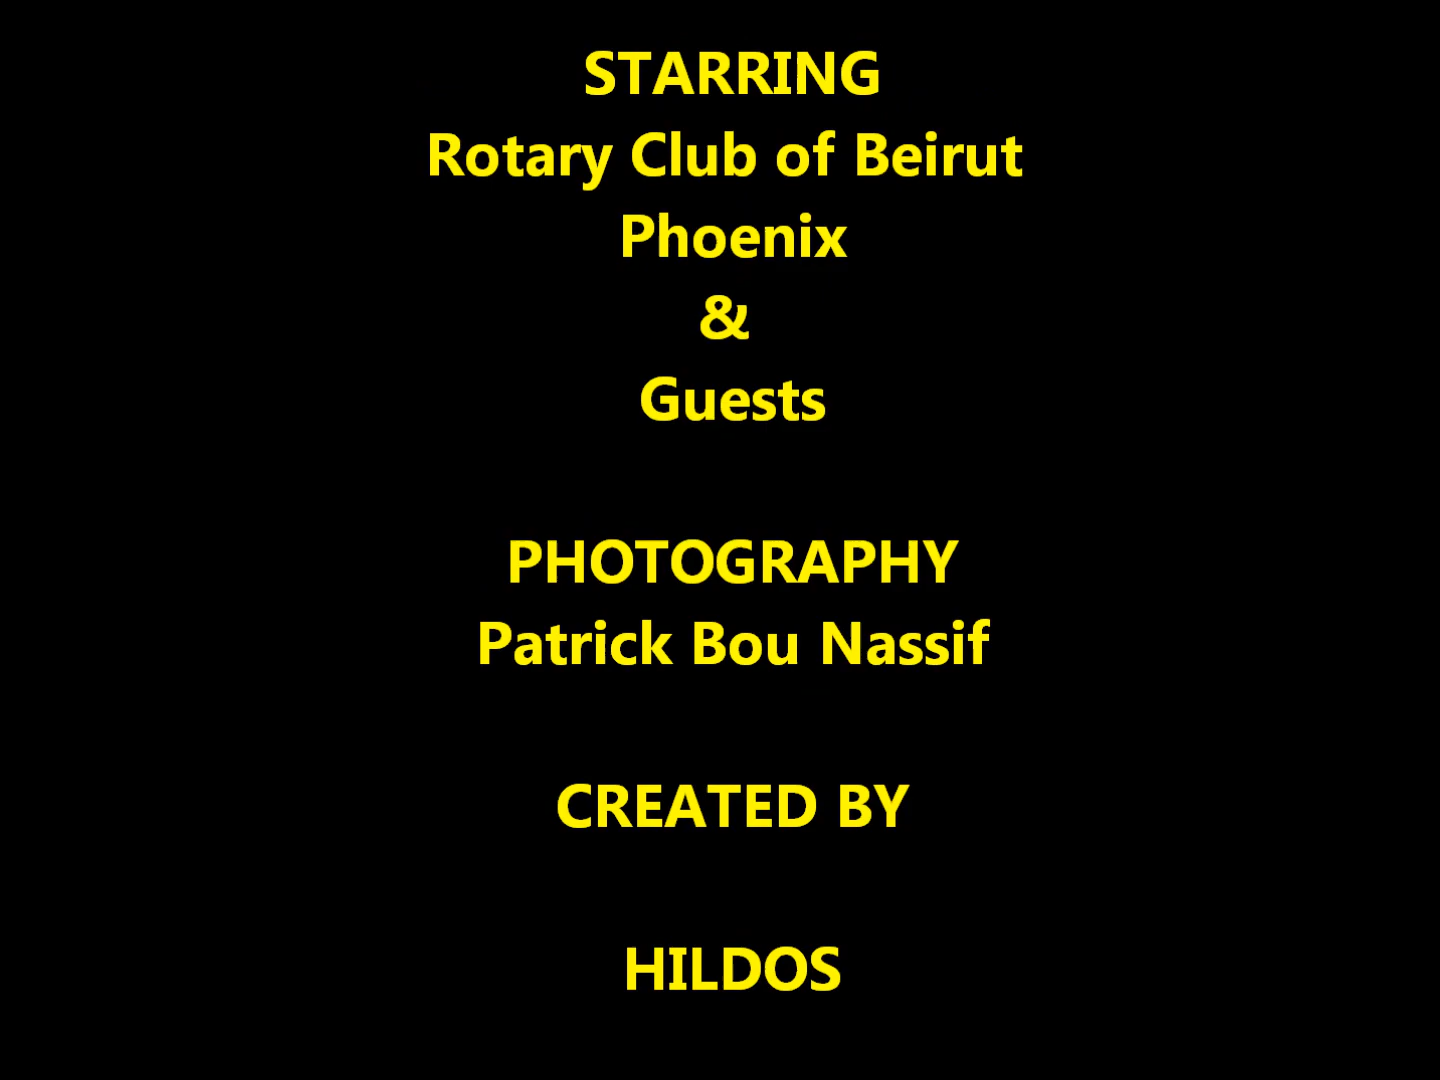 STARRING
Rotary Club of Beirut
Phoenix
&
Guests
PHOTOGRAPHY
Patrick Bou Nassif
CREATED BY
HILDOS